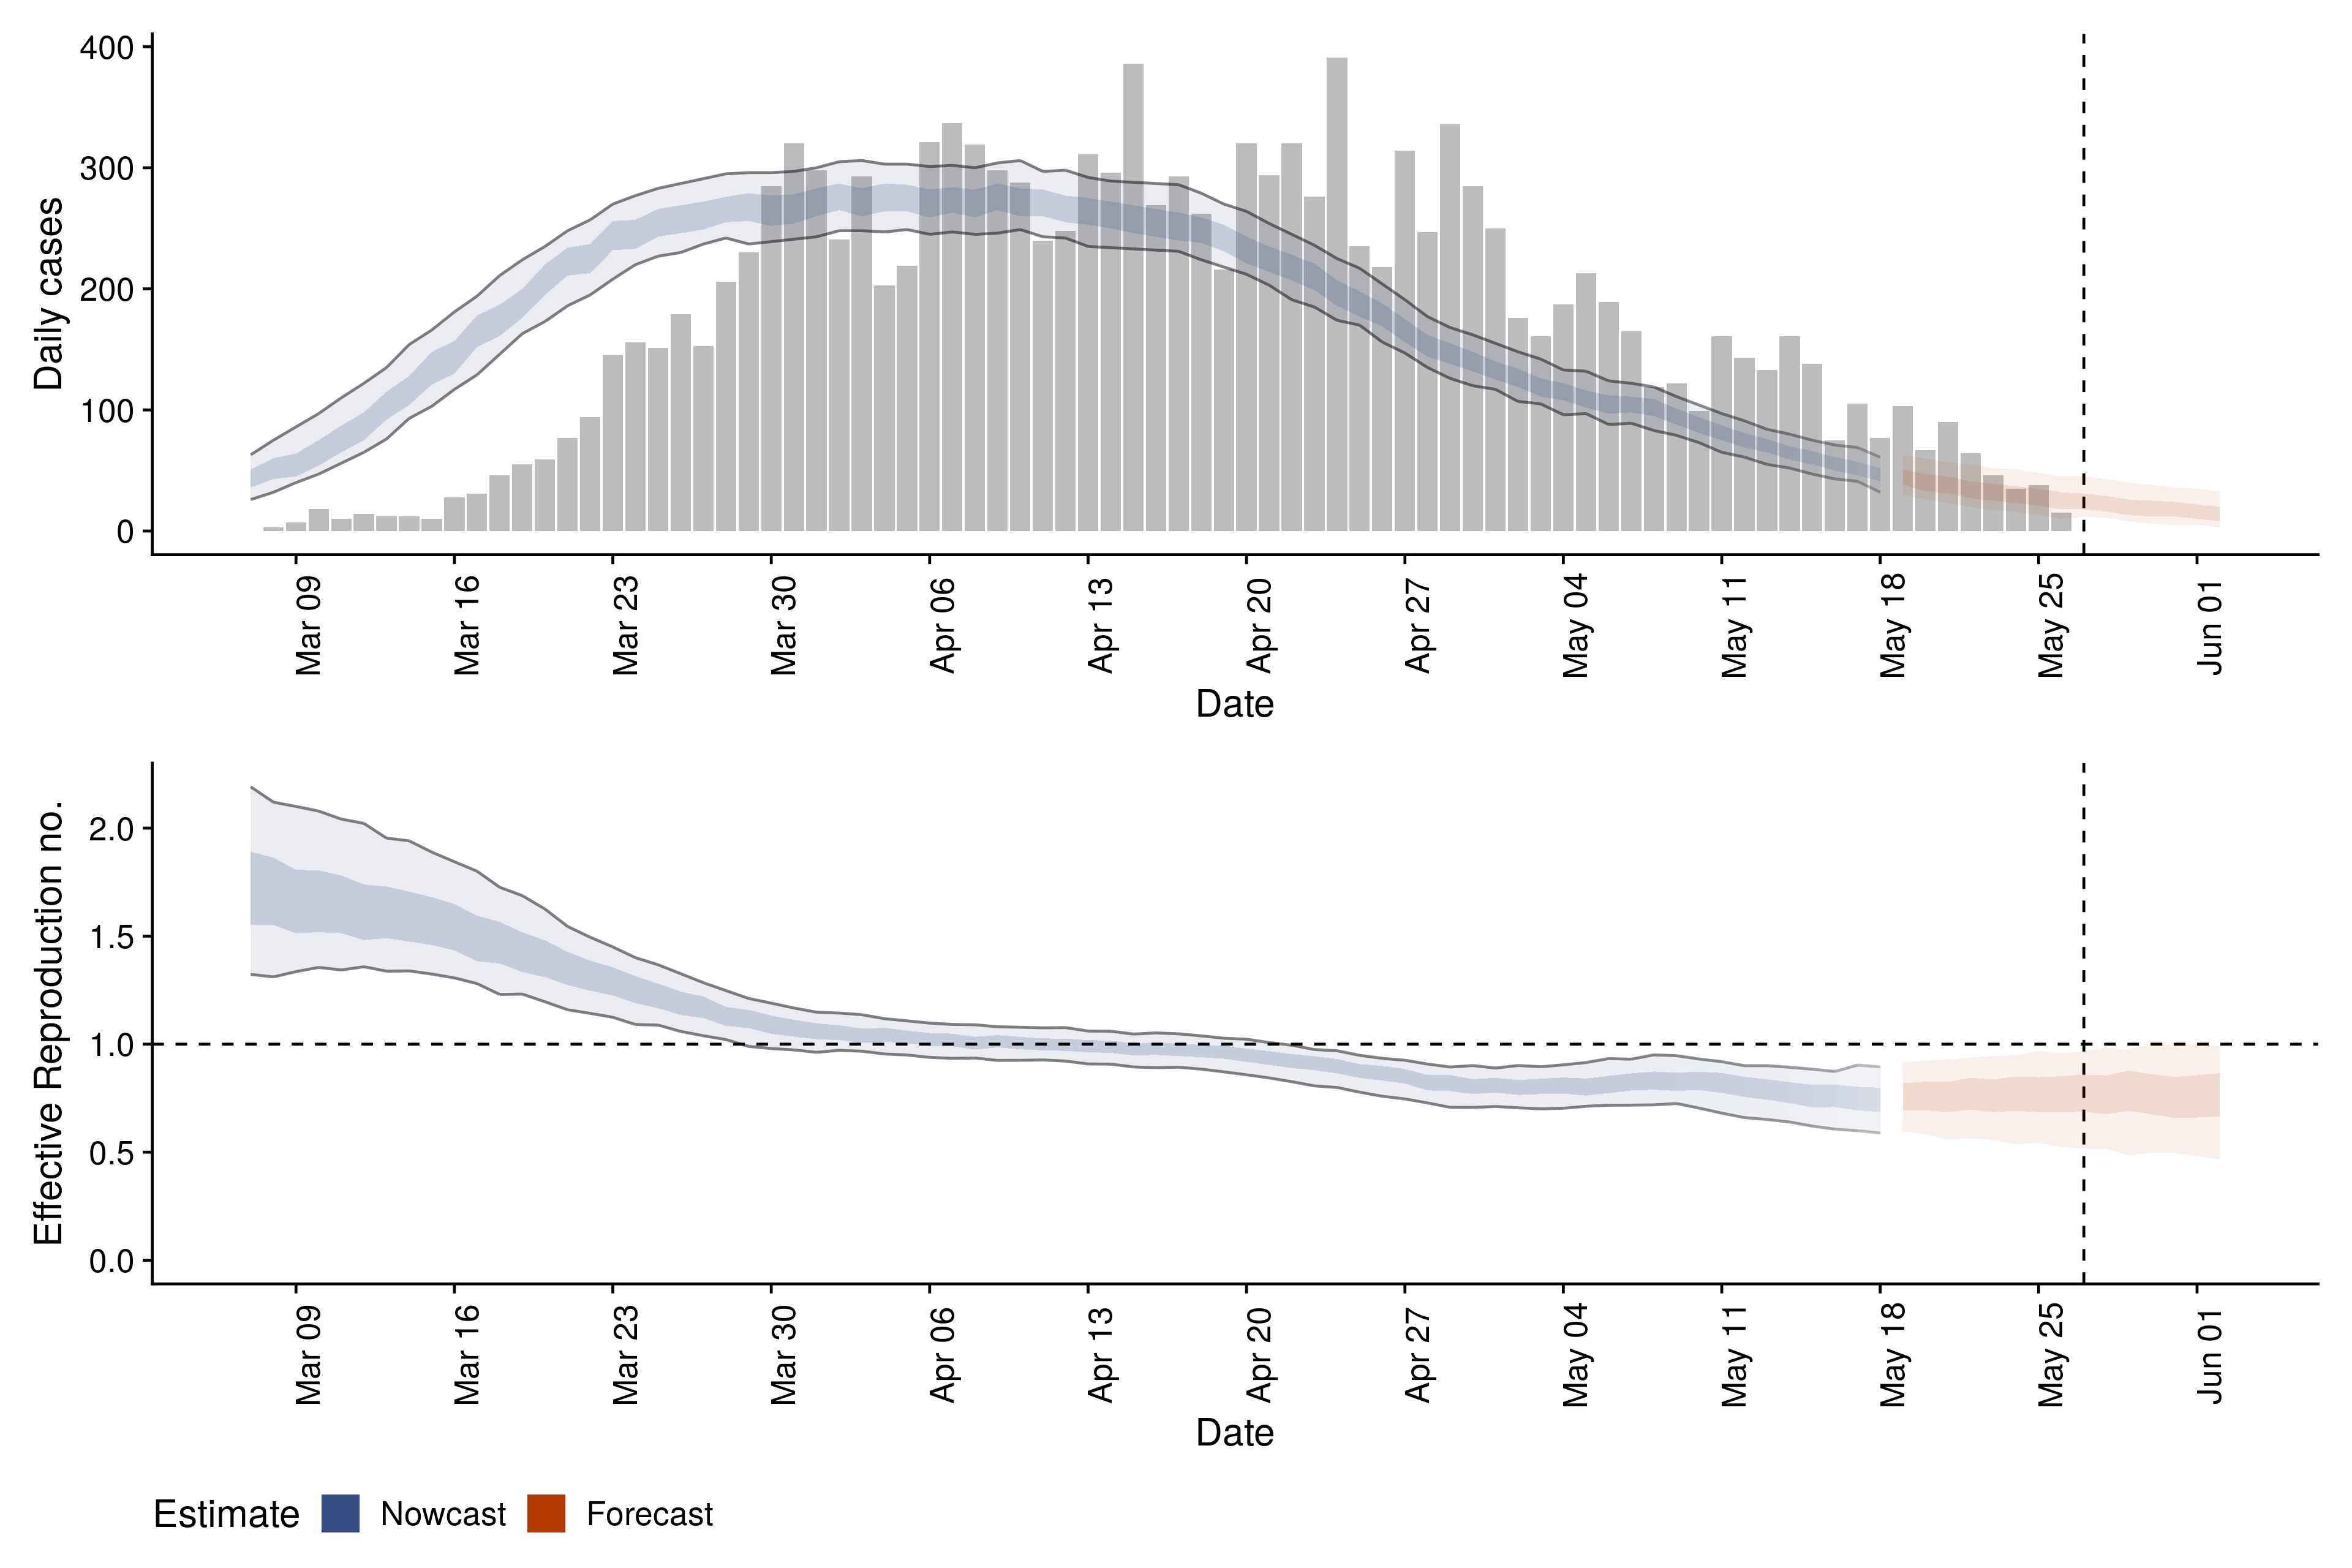 Daily cases
400
300
200
100
0
Mar 09
Mar 16
Mar 23
Mar 30
Apr 06
Apr 13
Apr 20
Apr 27
May 04
May 11
May 18
May 25
Jun 01
Date
Effective Reproduction no.
2.0
1.5
1.0
0.5
0.0
Mar 09
Mar 16
Mar 23
Mar 30
Apr 06
Apr 13
Apr 20
Apr 27
May 04
May 11
May 18
May 25
Jun 01
Date
Estimate Nowcast Forecast